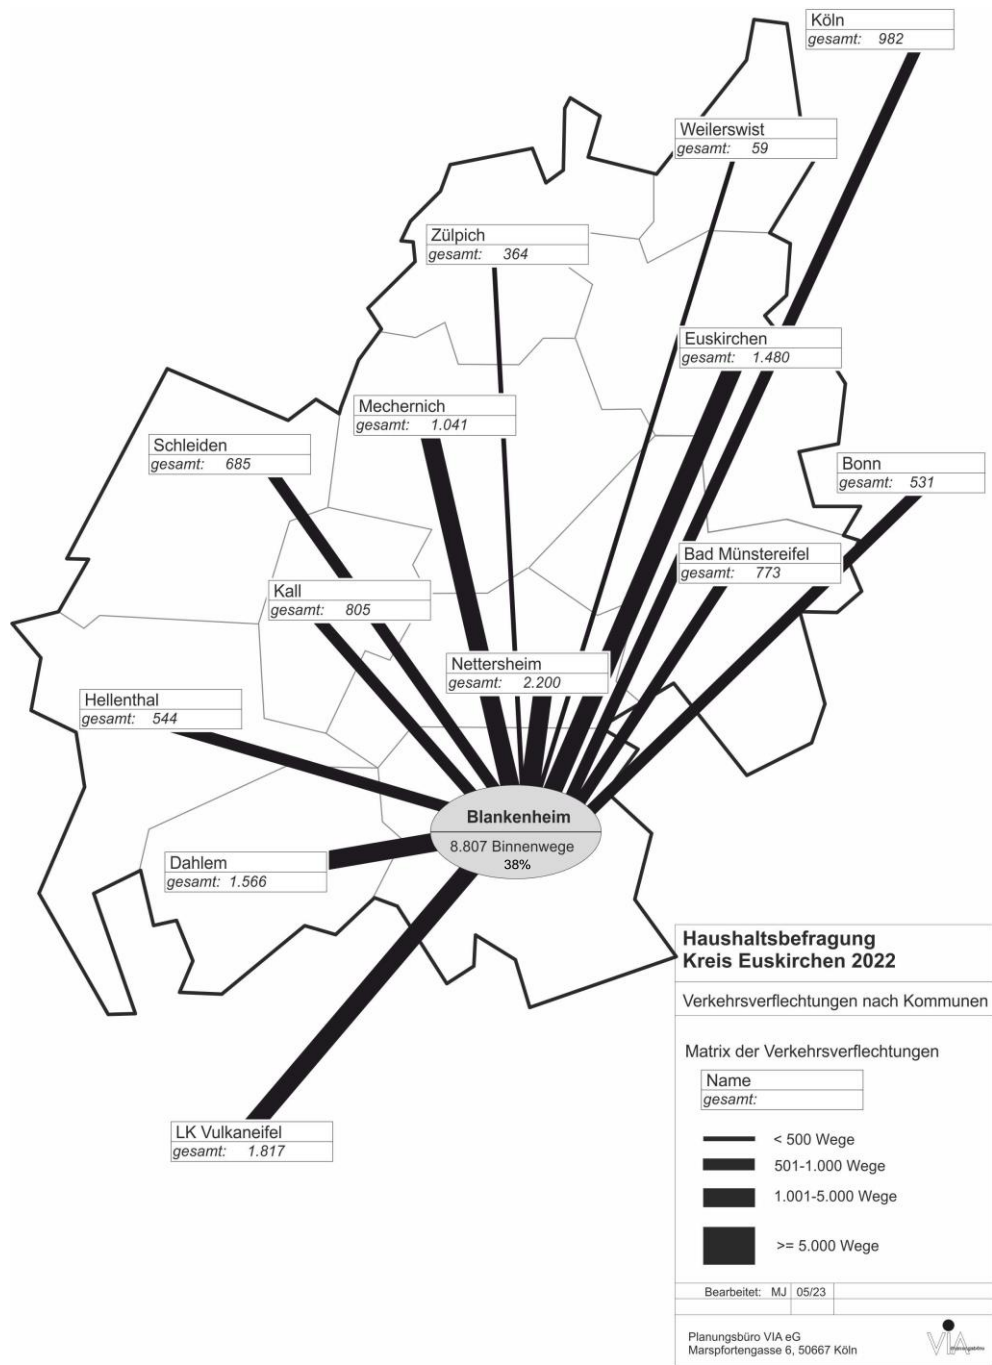 Köln
gesamt: 982
Weilerswist
gesamt: 59
Zülpich
gesamt: 364
Euskirchen
gesamt: 1.480
Mechernich
gesamt: 1.041
Schleiden
gesamt: 685
Bonn
gesamt: 531
Bad Münstereifel
gesamt: 773
Kall
gesamt: 805
Nettersheim
gesamt: 2.200
Hellenthal
gesamt: 544
Blankenheim
8.807 Binnenwege
38%
Dahlem
gesamt: 1.566
LK Vulkaneifel
gesamt: 1.817
Haushaltsbefragung
Kreis Euskirchen 2022
Verkehrsverflechtungen nach Kommunen
Matrix der Verkehrsverflechtungen
Name
gesamt:
< 500 Wege
501-1.000 Wege
1.001-5.000 Wege
>= 5.000 Wege
Bearbeitet: MJ 05/23
Planungsbüro VIA eG
Marspfortengasse 6, 50667 Köln
VIA planungsbüro